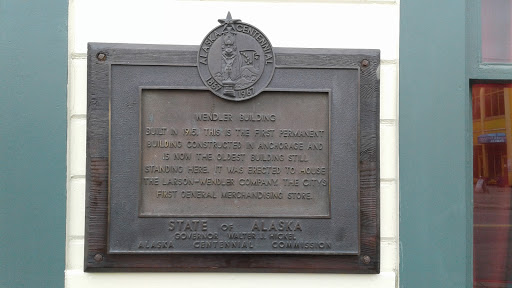 ALASKA CENTENNIAL
1867 1967
WENDLER BUILDING
BUILT IN 1915, THIS IS THE FIRST PERMANENT
BUILDING CONSTRUCTED IN ANCHORAGE AND
IS NOW THE OLDEST BUILDING STILL
STANDING HERE. IT WAS ERECTED TO HOUSE
THE LARSON-WENDLER COMPANY, THE CITY'S
FIRST GENERAL MERCHANDISING STORE.
STATE OF ALASKA
GOVERNOR WALTER J. HICKEL
ALASKA CENTENNIAL COMMISSION